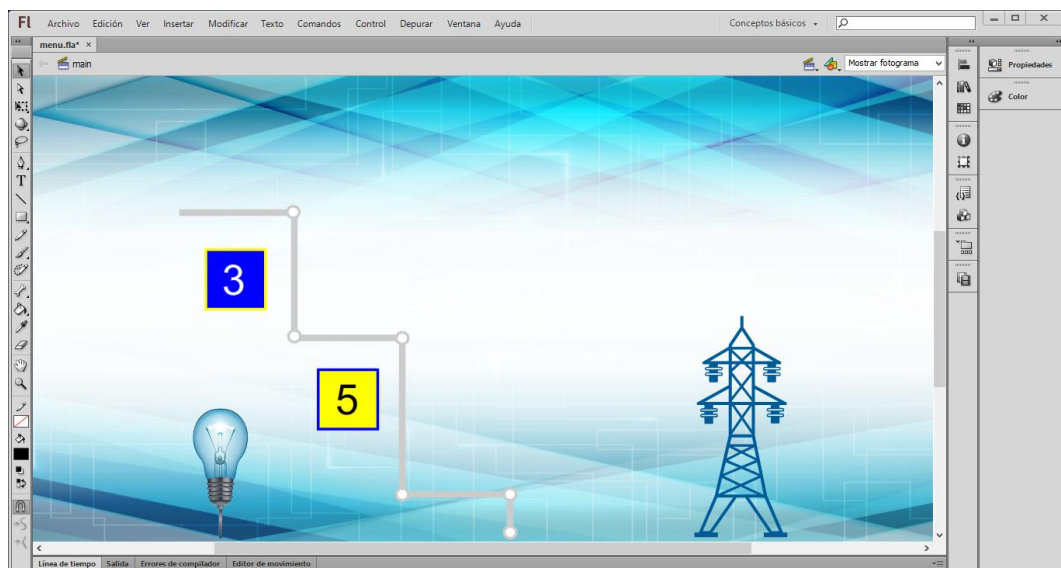 Fl Archivo Edición Ver Insertar Modificar Texto Comandos Control Depurar Ventana Ayuda Conceptos básicos
menu.fla* ×
main Mostrar fotograma
Propiedades
Color
3
5
Línea de tiempo Salida Errores de compilador Editor de movimiento